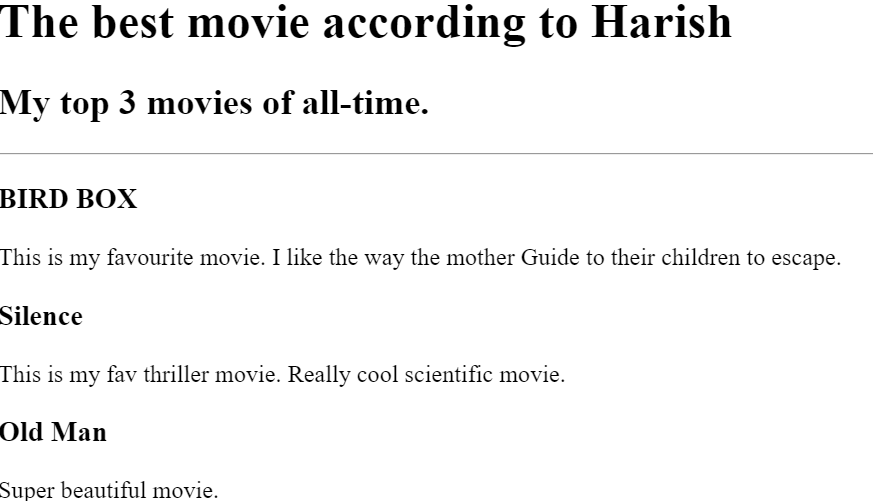 The best movie according to Harish
My top 3 movies of all-time.
BIRD BOX
This is my favourite movie. I like the way the mother Guide to their children to escape.
Silence
This is my fav thriller movie. Really cool scientific movie.
Old Man
Super beautiful movie.